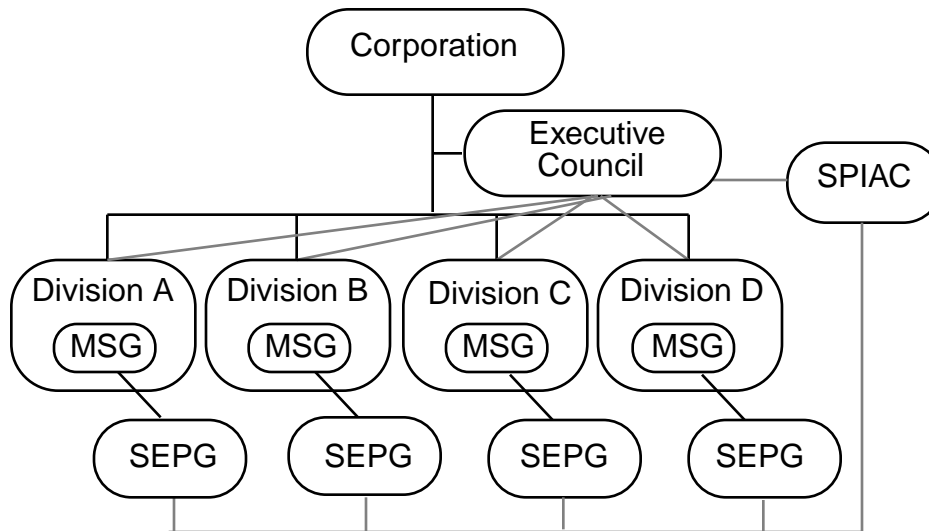 Corporation
Executive
Council
SPIAC
Division A
Division B
Division C
Division D
MSG
MSG
MSG
MSG
SEPG
SEPG
SEPG
SEPG